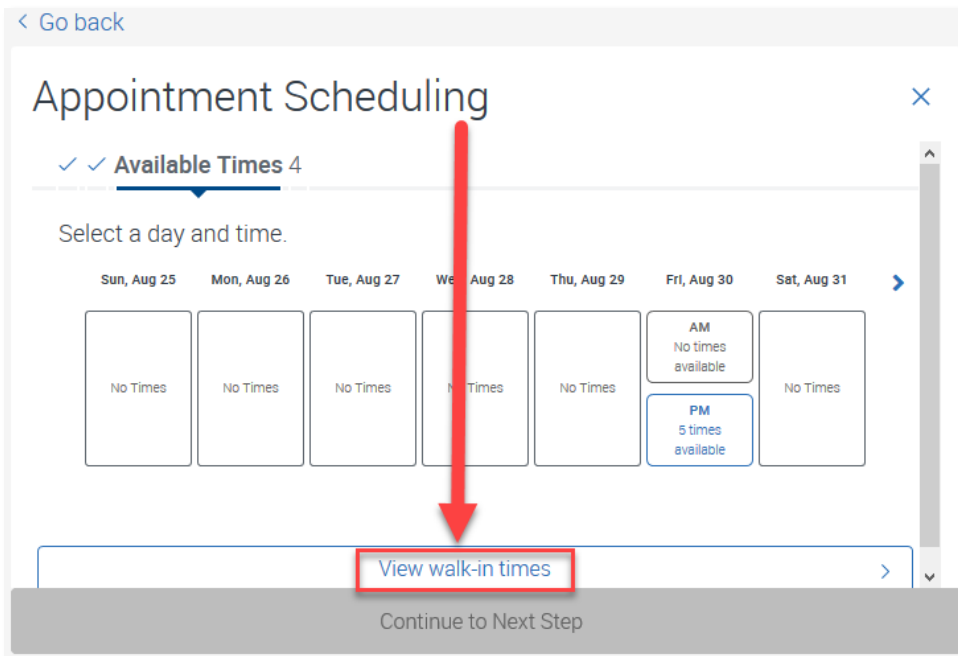 Go back
Appointment Scheduling
Available Times 4
Select a day and time.
Sun, Aug 25 Mon, Aug 26 Tue, Aug 27 Aug 28 Thu, Aug 29 Fri, Aug 30 Sat, Aug 31
AM
No times
available
No Times No Times No Times Times No Times No Times
PM
5 times
available
View walk-in times
Continue to Next Step